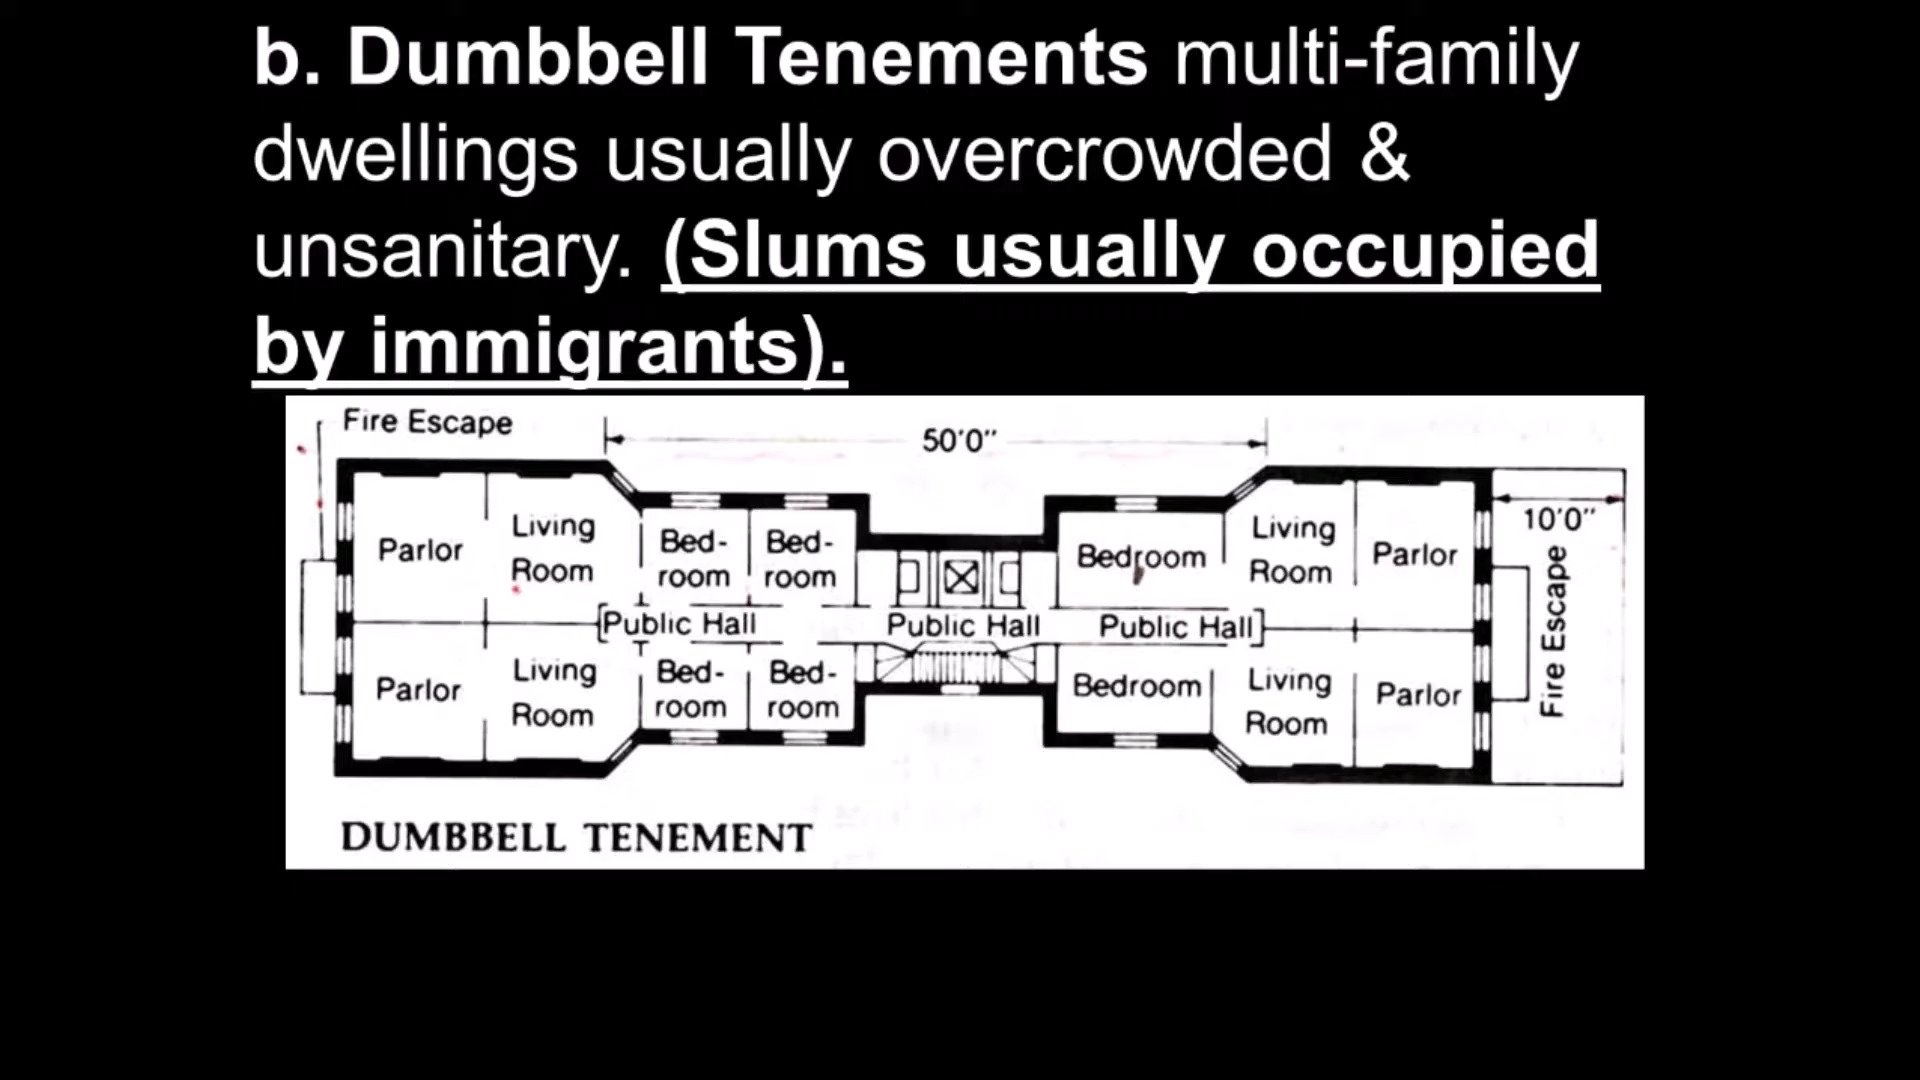 b. Dumbbell Tenements multi-family
dwellings usually overcrowded &
unsanitary. (Slums usually occupied
by immigrants).
Fire Escape
50'0"
10'0"
Parlor
Living
Room
Bed-
room
Bed-
room
Bedroom
Living
Room
Parlor
Fire Escape
Public Hall
Public Hall
Public Hall
Parlor
Living
Room
Bed-
room
Bed-
room
Bedroom
Living
Room
Parlor
DUMBBELL TENEMENT